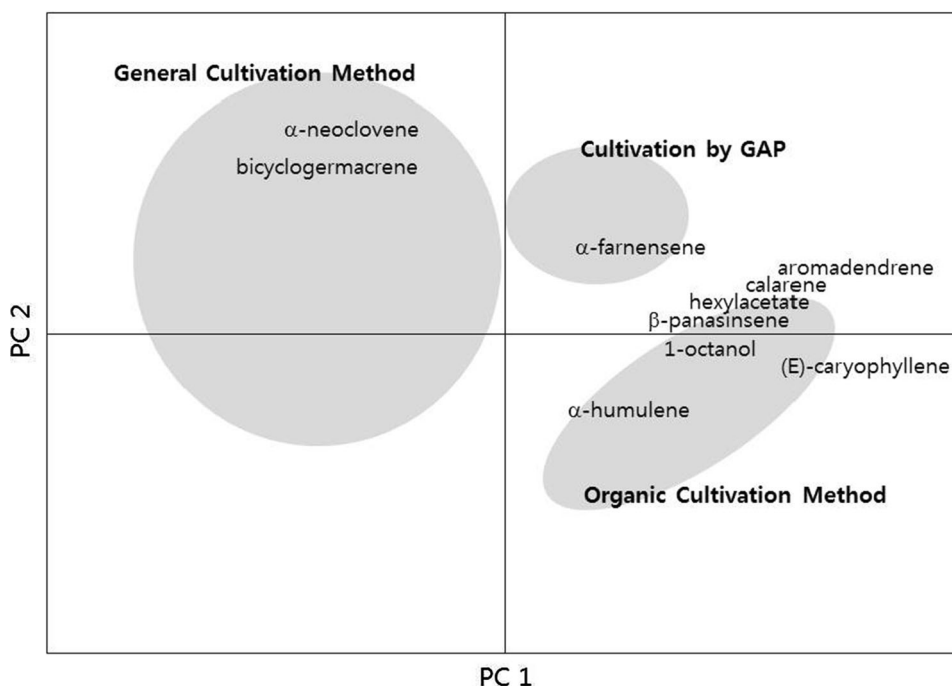 General Cultivation Method
α-neoclovene
bicyclogermacrene
Cultivation by GAP
α-farnensene
aromadendrene
calarene
hexylacetate
β-panasinsene
1-octanol
(E)-caryophyllene
α-humulene
Organic Cultivation Method
PC 2
PC 1